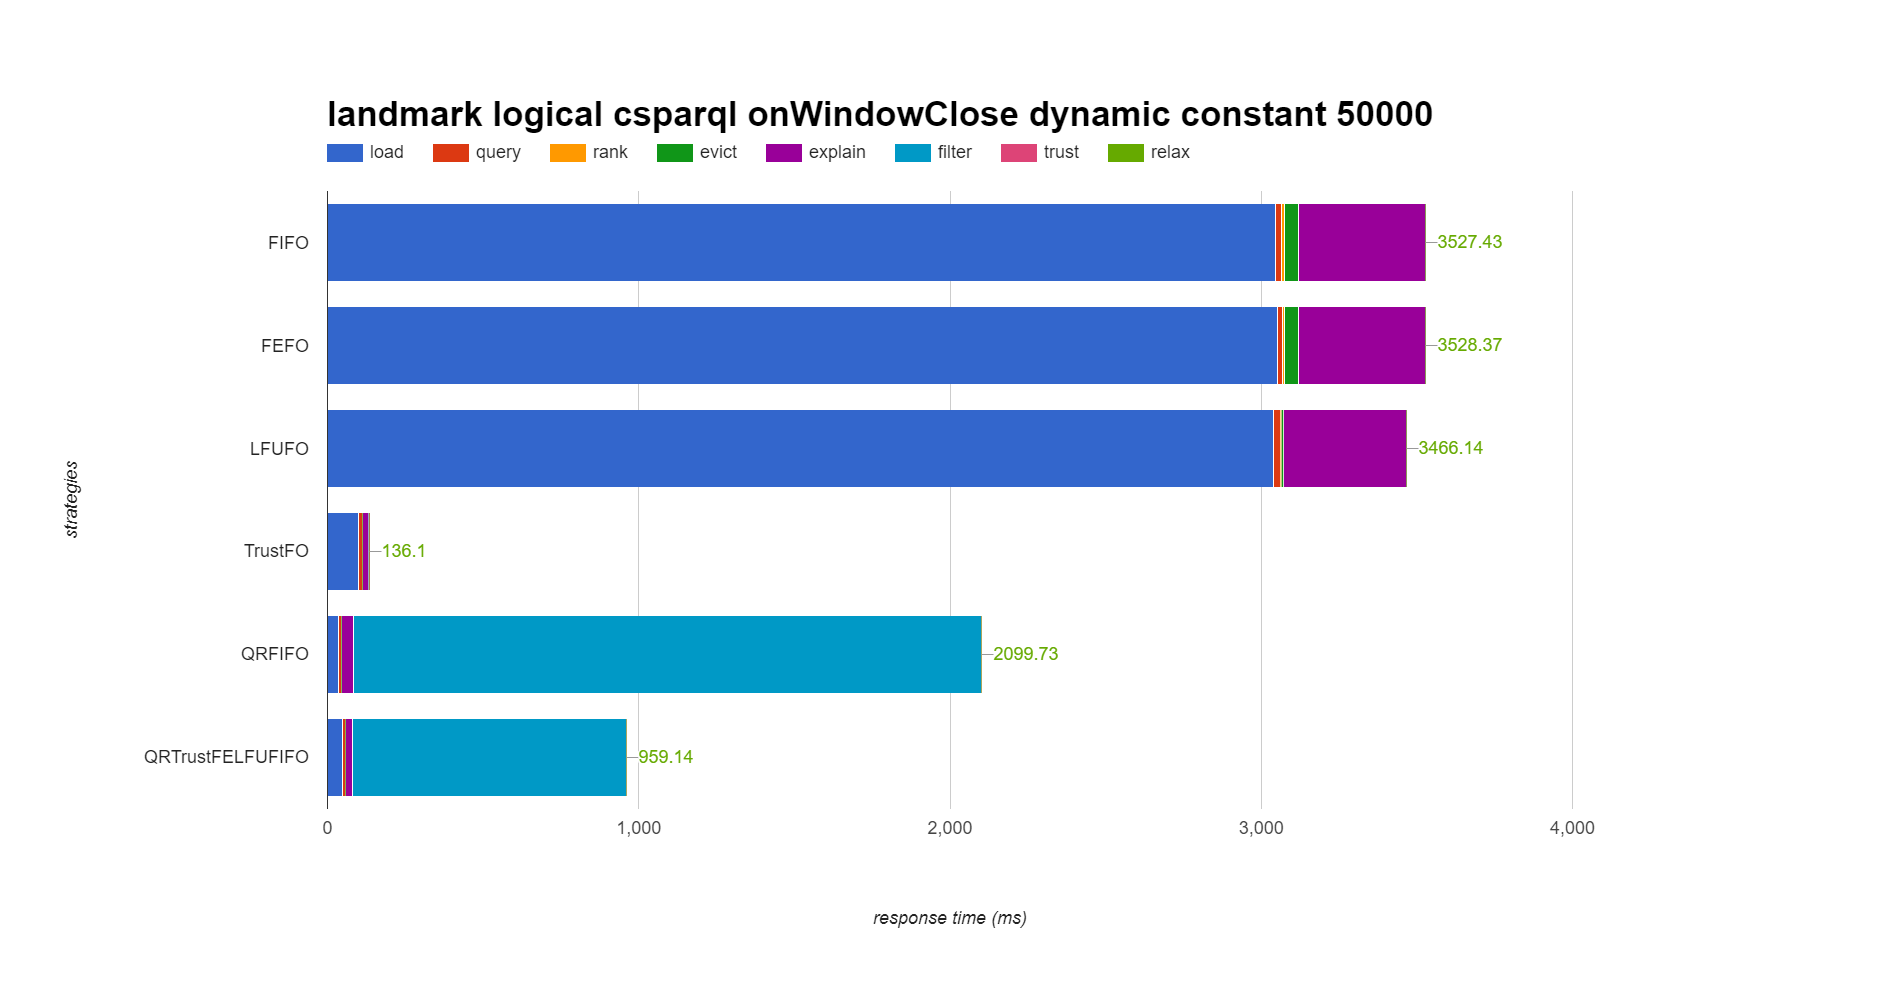 landmark logical csparql onWindowClose dynamic constant 50000
load query rank evict explain filter trust relax
FIFO 3527.43
FEFO 3528.37
LFUFO 3466.14
strategies
TrustFO 136.1
QRFIFO 2099.73
QRTrustFELFUFIFO 959.14
0 1,000 2,000 3,000 4,000
response time (ms)